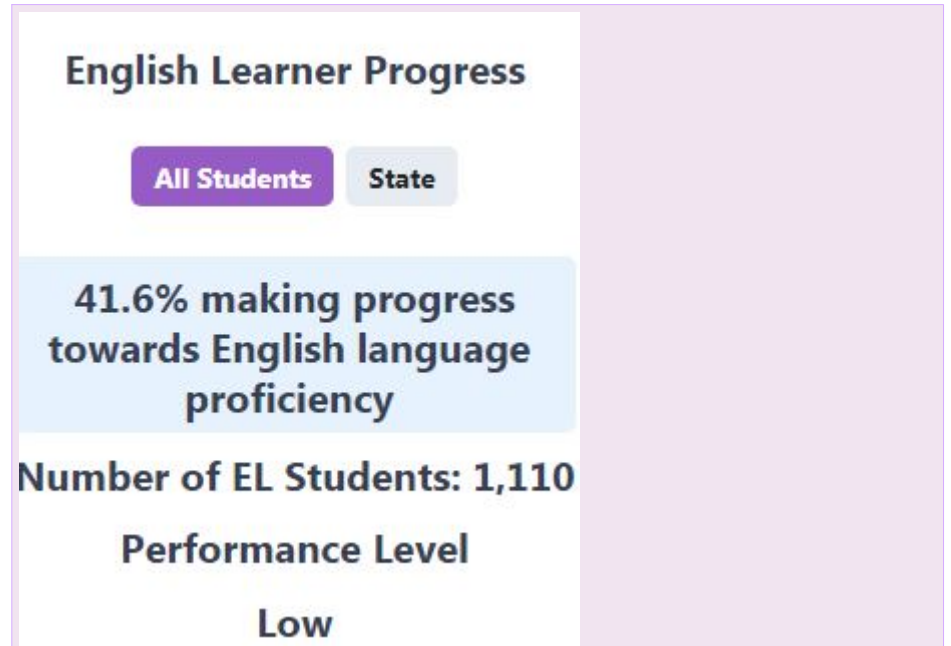 English Learner Progress
All Students State
41.6% making progress
towards English language
proficiency
Number of EL Students: 1,110
Performance Level
Low